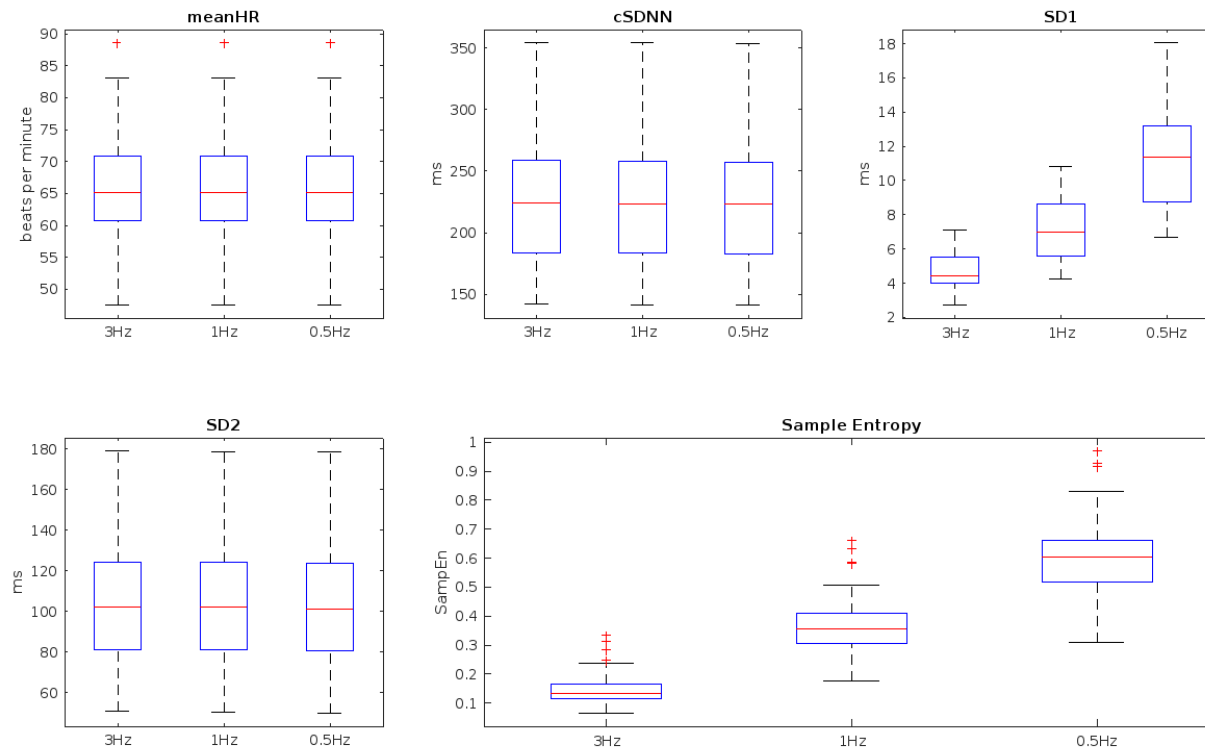 meanHR
90
85
80
75
70
65
60
55
50
beats per minute
3Hz 1Hz 0.5Hz
cSDNN
350
300
250
200
150
ms
3Hz 1Hz 0.5Hz
SD1
18
16
14
12
10
8
6
4
2
ms
3Hz 1Hz 0.5Hz
SD2
180
160
140
120
100
80
60
ms
3Hz 1Hz 0.5Hz
Sample Entropy
1
0.9
0.8
0.7
0.6
0.5
0.4
0.3
0.2
0.1
SampEn
3Hz 1Hz 0.5Hz